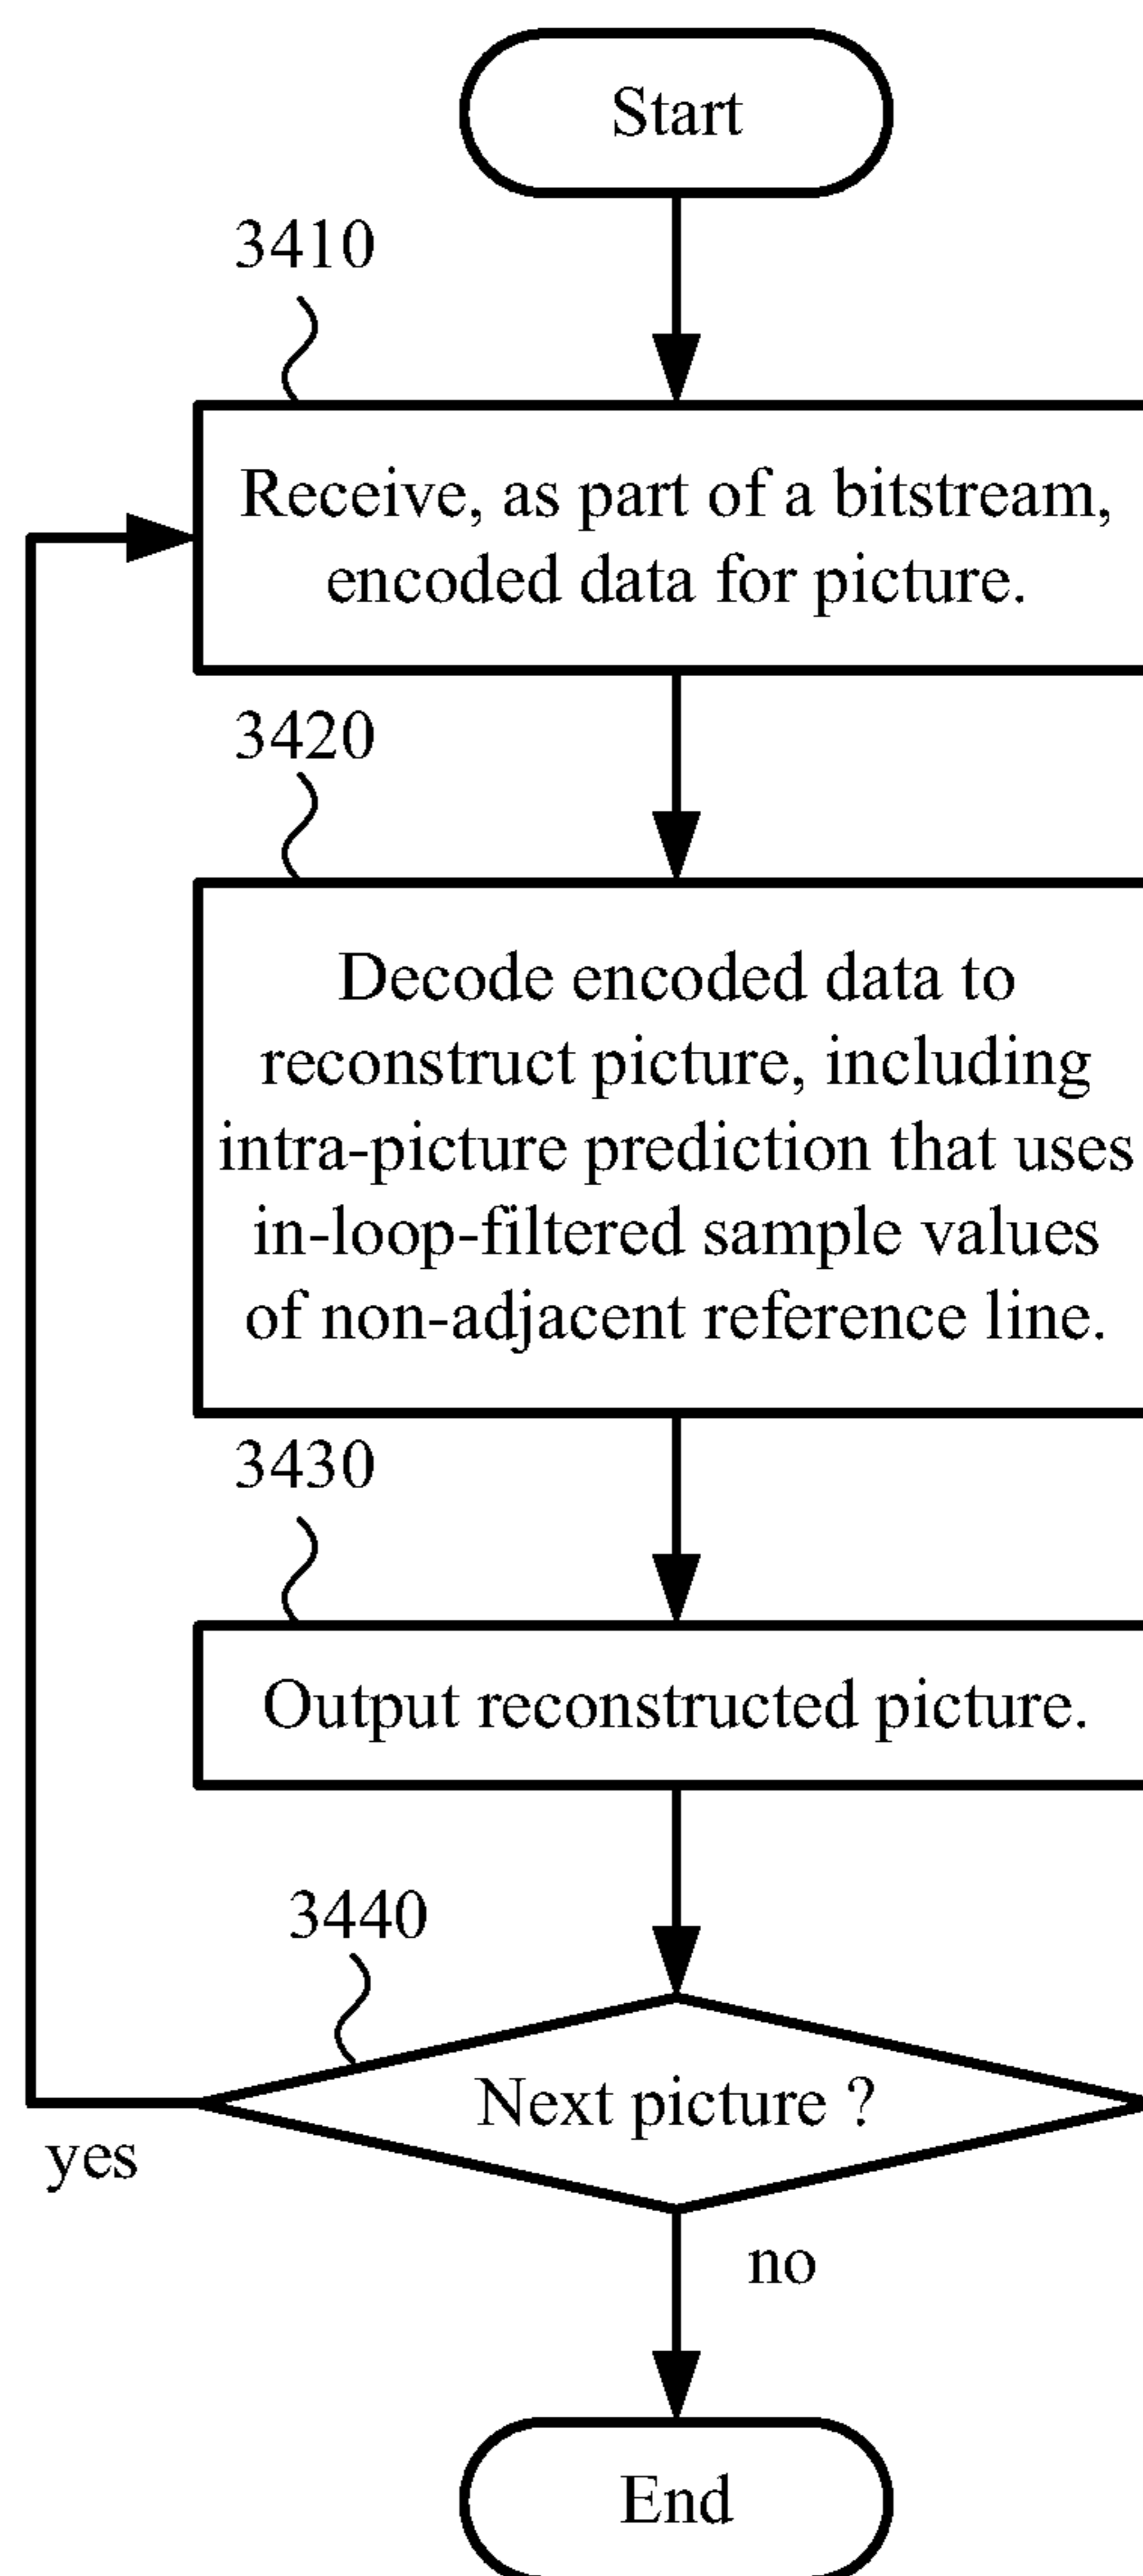 Start
3410
Receive, as part of a bitstream,
encoded data for picture.
3420
Decode encoded data to
reconstruct picture, including
intra-picture prediction that uses
in-loop-filtered sample values
of non-adjacent reference line.
3430
Output reconstructed picture.
3440
Next picture ?
yes
no
End